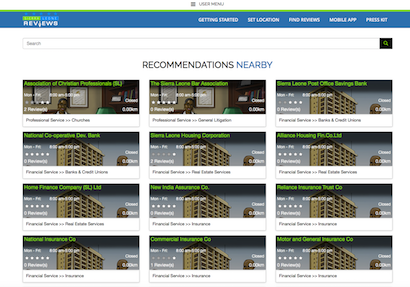 USER MENU
SIERRA LEONE
REVIEWS
GETTING STARTED SET LOCATION FIND REVIEWS MOBILE APP PRESS KIT
Search
RECOMMENDATIONS NEARBY
Association of Christian Professionals (SL)
Mon - Fri 8:00 am-5:00 pm
Closed
2 Review(s) 0.00km
Professional Service >> Churches
The Sierra Leone Bar Association
Mon - Fri 8:00 am-5:00 pm
Closed
2 Review(s) 0.00km
Professional Service >> General Litigation
Sierra Leone Post Office Savings Bank
Mon - Fri 8:00 am-5:00 pm
Closed
0 Review(s) 0.00km
Financial Service >> Banks & Credit Unions
National Co-operative Dev. Bank
Mon - Fri 8:00 am-5:00 pm
Closed
0 Review(s) 0.00km
Financial Service >> Banks & Credit Unions
Sierra Leone Housing Corporation
Mon - Fri 8:00 am-5:00 pm
Closed
2 Review(s) 0.00km
Financial Service >> Real Estate Services
Alliance Housing Fin.Co.Ltd
Mon - Fri 8:00 am-5:00 pm
Closed
0 Review(s) 0.00km
Financial Service >> Real Estate Services
Home Finance Company (SL) Ltd
Mon - Fri 8:00 am-5:00 pm
Closed
0 Review(s) 0.00km
Financial Service >> Real Estate Services
New India Assurance Co.
Mon - Fri 8:00 am-5:00 pm
Closed
0 Review(s) 0.00km
Financial Service >> Insurance
Reliance Insurance Trust Co
Mon - Fri 8:00 am-5:00 pm
Closed
0 Review(s) 0.00km
Financial Service >> Insurance
National Insurance Co
Mon - Fri 8:00 am-5:00 pm
Closed
0 Review(s) 0.00km
Financial Service >> Insurance
Commercial Insurance Co
Mon - Fri 8:00 am-5:00 pm
Closed
0 Review(s) 0.00km
Financial Service >> Insurance
Motor and General Insurance Co
Mon - Fri 8:00 am-5:00 pm
Closed
0 Review(s) 0.00km
Financial Service >> Insurance